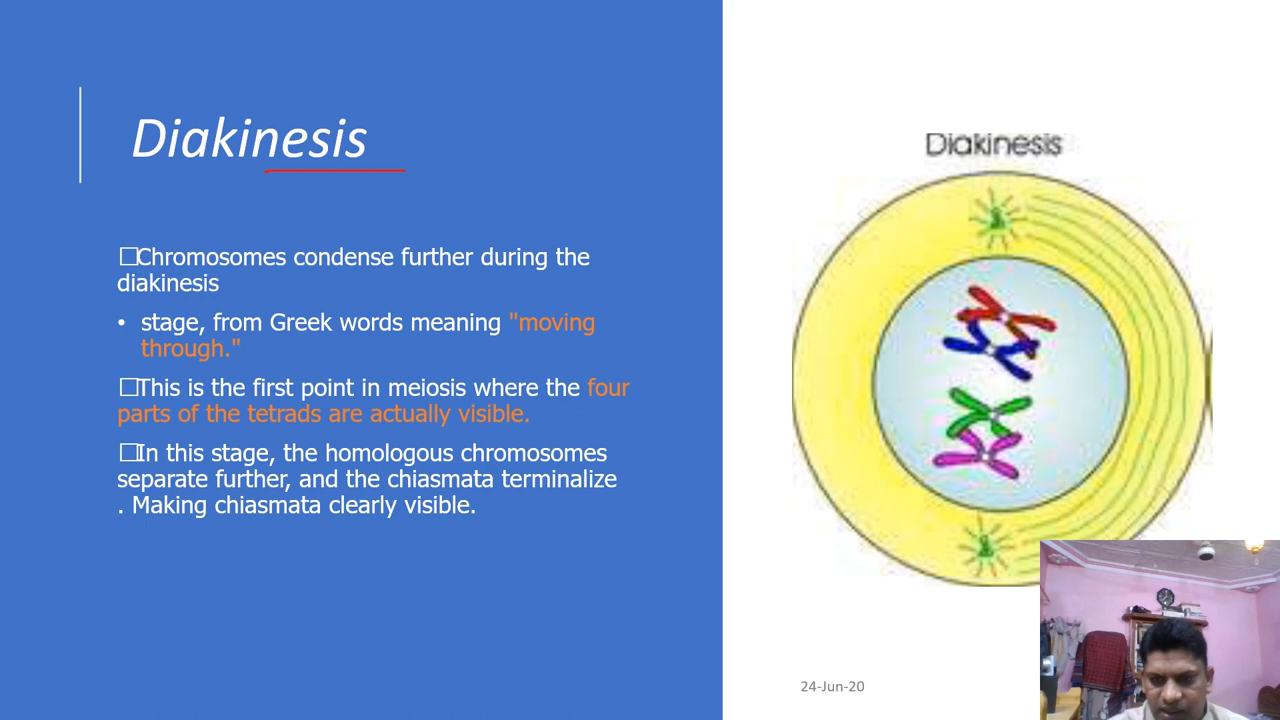 Diakinesis
☐Chromosomes condense further during the
diakinesis
• stage, from Greek words meaning "moving
through."
☐This is the first point in meiosis where the four
parts of the tetrads are actually visible.
☐In this stage, the homologous chromosomes
separate further, and the chiasmata terminalize
. Making chiasmata clearly visible.
Diakinesis
24-Jun-20